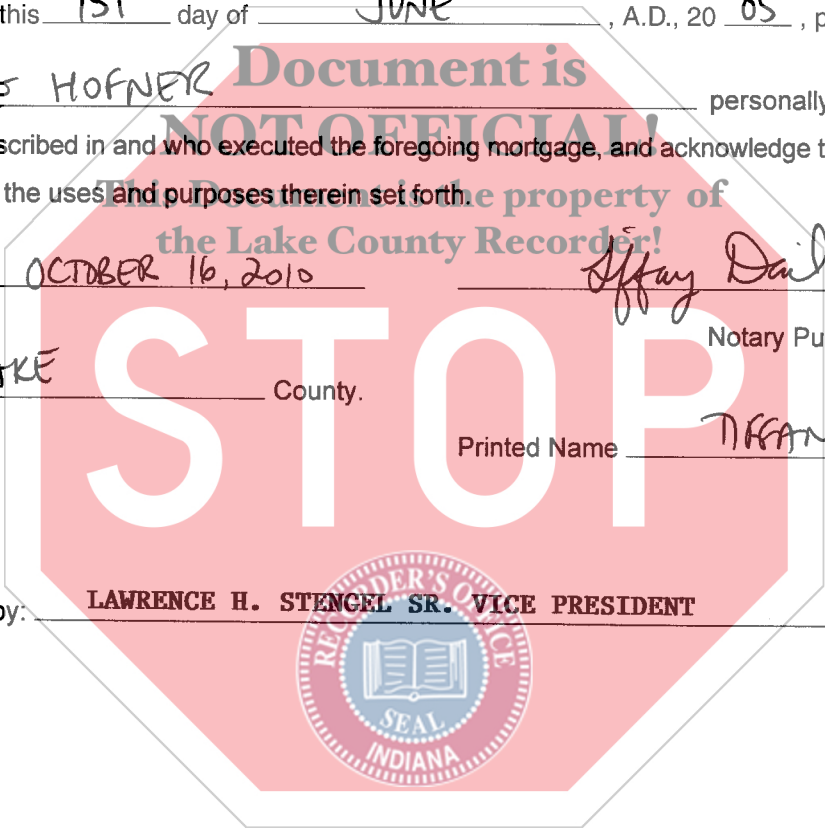 this 1ST day of JUNE, A.D., 20 05, p
Document is
HOFNER personally
NOT OFFICIAL!
scribed in and who executed the foregoing mortgage, and acknowledge t
the uses and purposes therein set forth.
This Document is the property of
the Lake County Recorder!
OCTOBER 16, 2010
Notary Pu
AKE County.
STOP
Printed Name TIFFAN
by: LAWRENCE H. STENGEL SR. VICE PRESIDENT
RECORDER'S OFFICE
SEAL
INDIANA